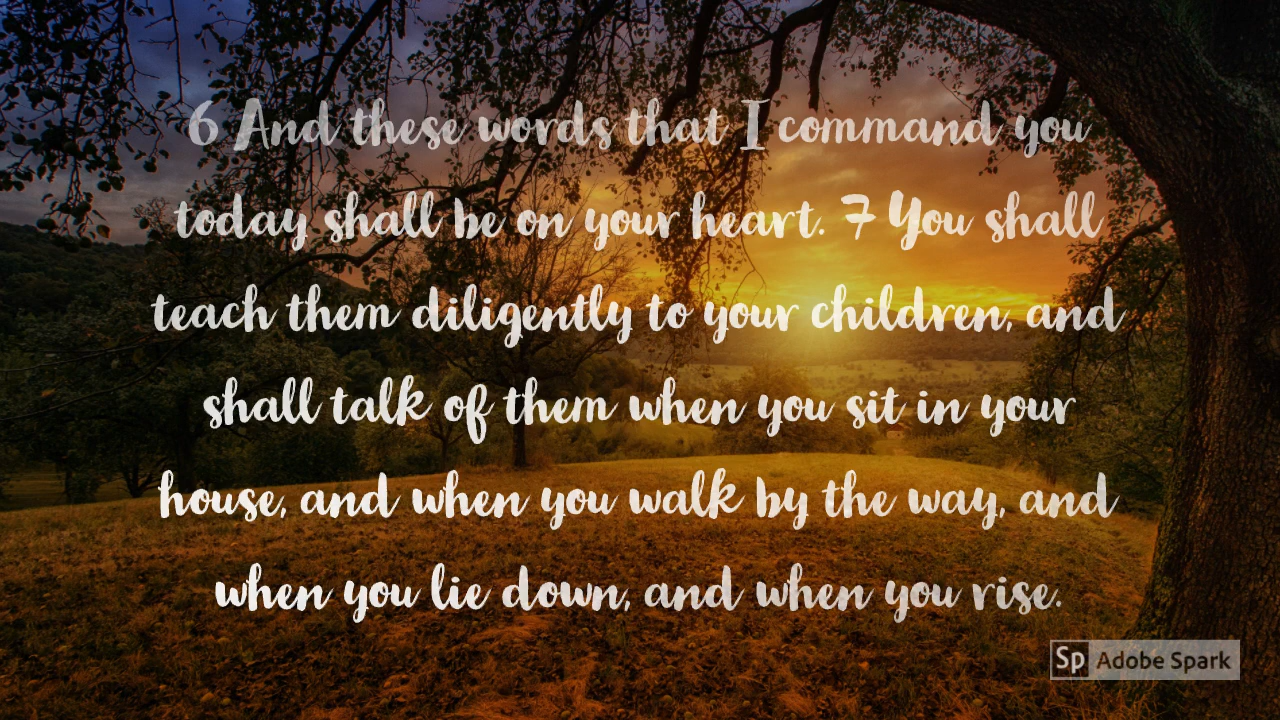 6 And these words that I command you
today shall be on your heart. 7 You shall
teach them diligently to your children, and
shall talk of them when you sit in your
house, and when you walk by the way, and
when you lie down, and when you rise.
Sp Adobe Spark